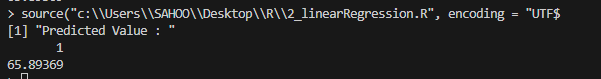 > source("c:\\Users\\SAHOO\\Desktop\\R\\2_linearRegression.R", encoding = "UTF$
[1] "Predicted Value : "
1
65.89369
>